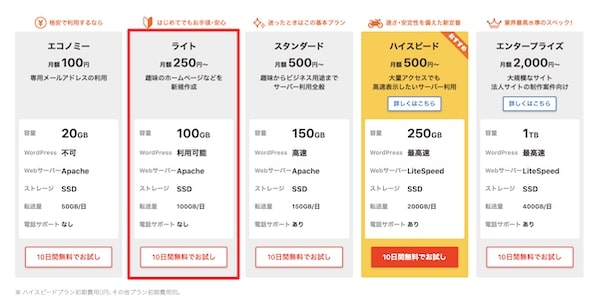 格安で利用するなら
エコノミー
月額100円
専用メールアドレスの利用
容量 20GB
WordPress 不可
Webサーバー Apache
ストレージ SSD
転送量 50GB/日
電話サポート なし
10日間無料でお試し
はじめてでもお手頃・安心
ライト
月額250円〜
趣味のホームページなどを
新規作成
容量 100GB
WordPress 利用可能
Webサーバー Apache
ストレージ SSD
転送量 100GB/日
電話サポート なし
10日間無料でお試し
迷ったときはこの基本プラン
スタンダード
月額500円〜
趣味からビジネス用途まで
サーバー利用全般
容量 150GB
WordPress 高速
Webサーバー Apache
ストレージ SSD
転送量 150GB/日
電話サポート あり
10日間無料でお試し
速さ・安定性を備えた新定番
おすすめ
ハイスピード
月額500円〜
大量アクセスでも
高速表示したいサーバー利用
詳しくはこちら
容量 250GB
WordPress 最高速
Webサーバー LiteSpeed
ストレージ SSD
転送量 200GB/日
電話サポート あり
10日間無料でお試し
業界最高水準のスペック!
エンタープライズ
月額2,000円〜
大規模なサイト
法人サイトの制作案件向け
詳しくはこちら
容量 1TB
WordPress 最高速
Webサーバー LiteSpeed
ストレージ SSD
転送量 400GB/日
電話サポート あり
10日間無料でお試し
※ ハイスピードプラン初期費用0円、その他プラン初期費用別。